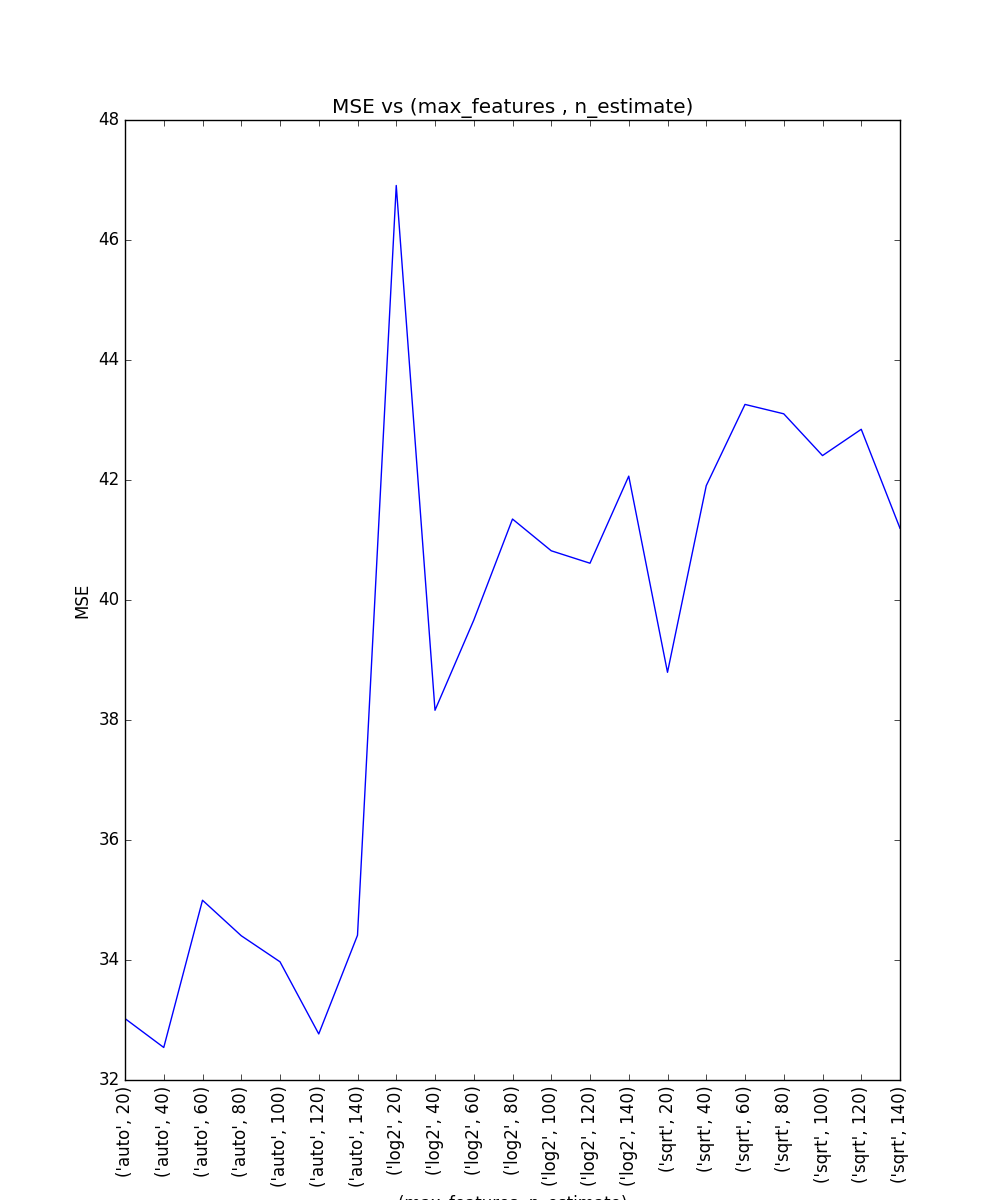 MSE vs (max_features , n_estimate)
48
46
44
42
40
38
36
34
32
MSE
('auto', 20)
('auto', 40)
('auto', 60)
('auto', 80)
('auto', 100)
('auto', 120)
('auto', 140)
('log2', 20)
('log2', 40)
('log2', 60)
('log2', 80)
('log2', 100)
('log2', 120)
('log2', 140)
('sqrt', 20)
('sqrt', 40)
('sqrt', 60)
('sqrt', 80)
('sqrt', 100)
('sqrt', 120)
('sqrt', 140)
(max_features, n_estimate)